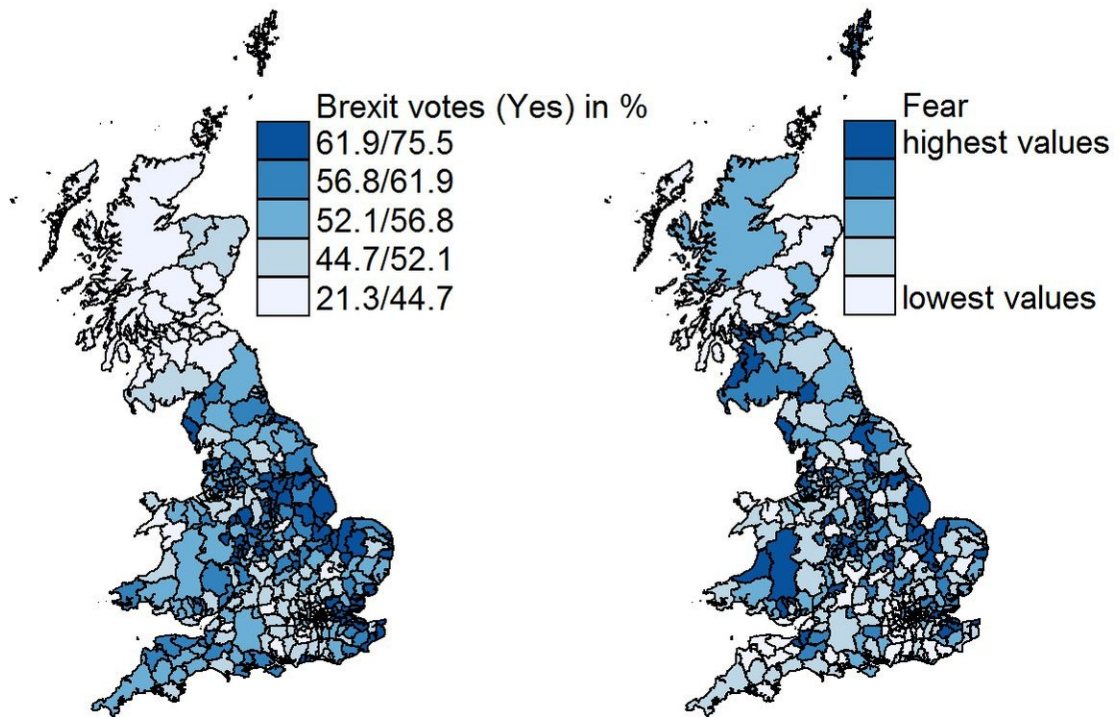 Brexit votes (Yes) in %
61.9/75.5
56.8/61.9
52.1/56.8
44.7/52.1
21.3/44.7
Fear
highest values
lowest values